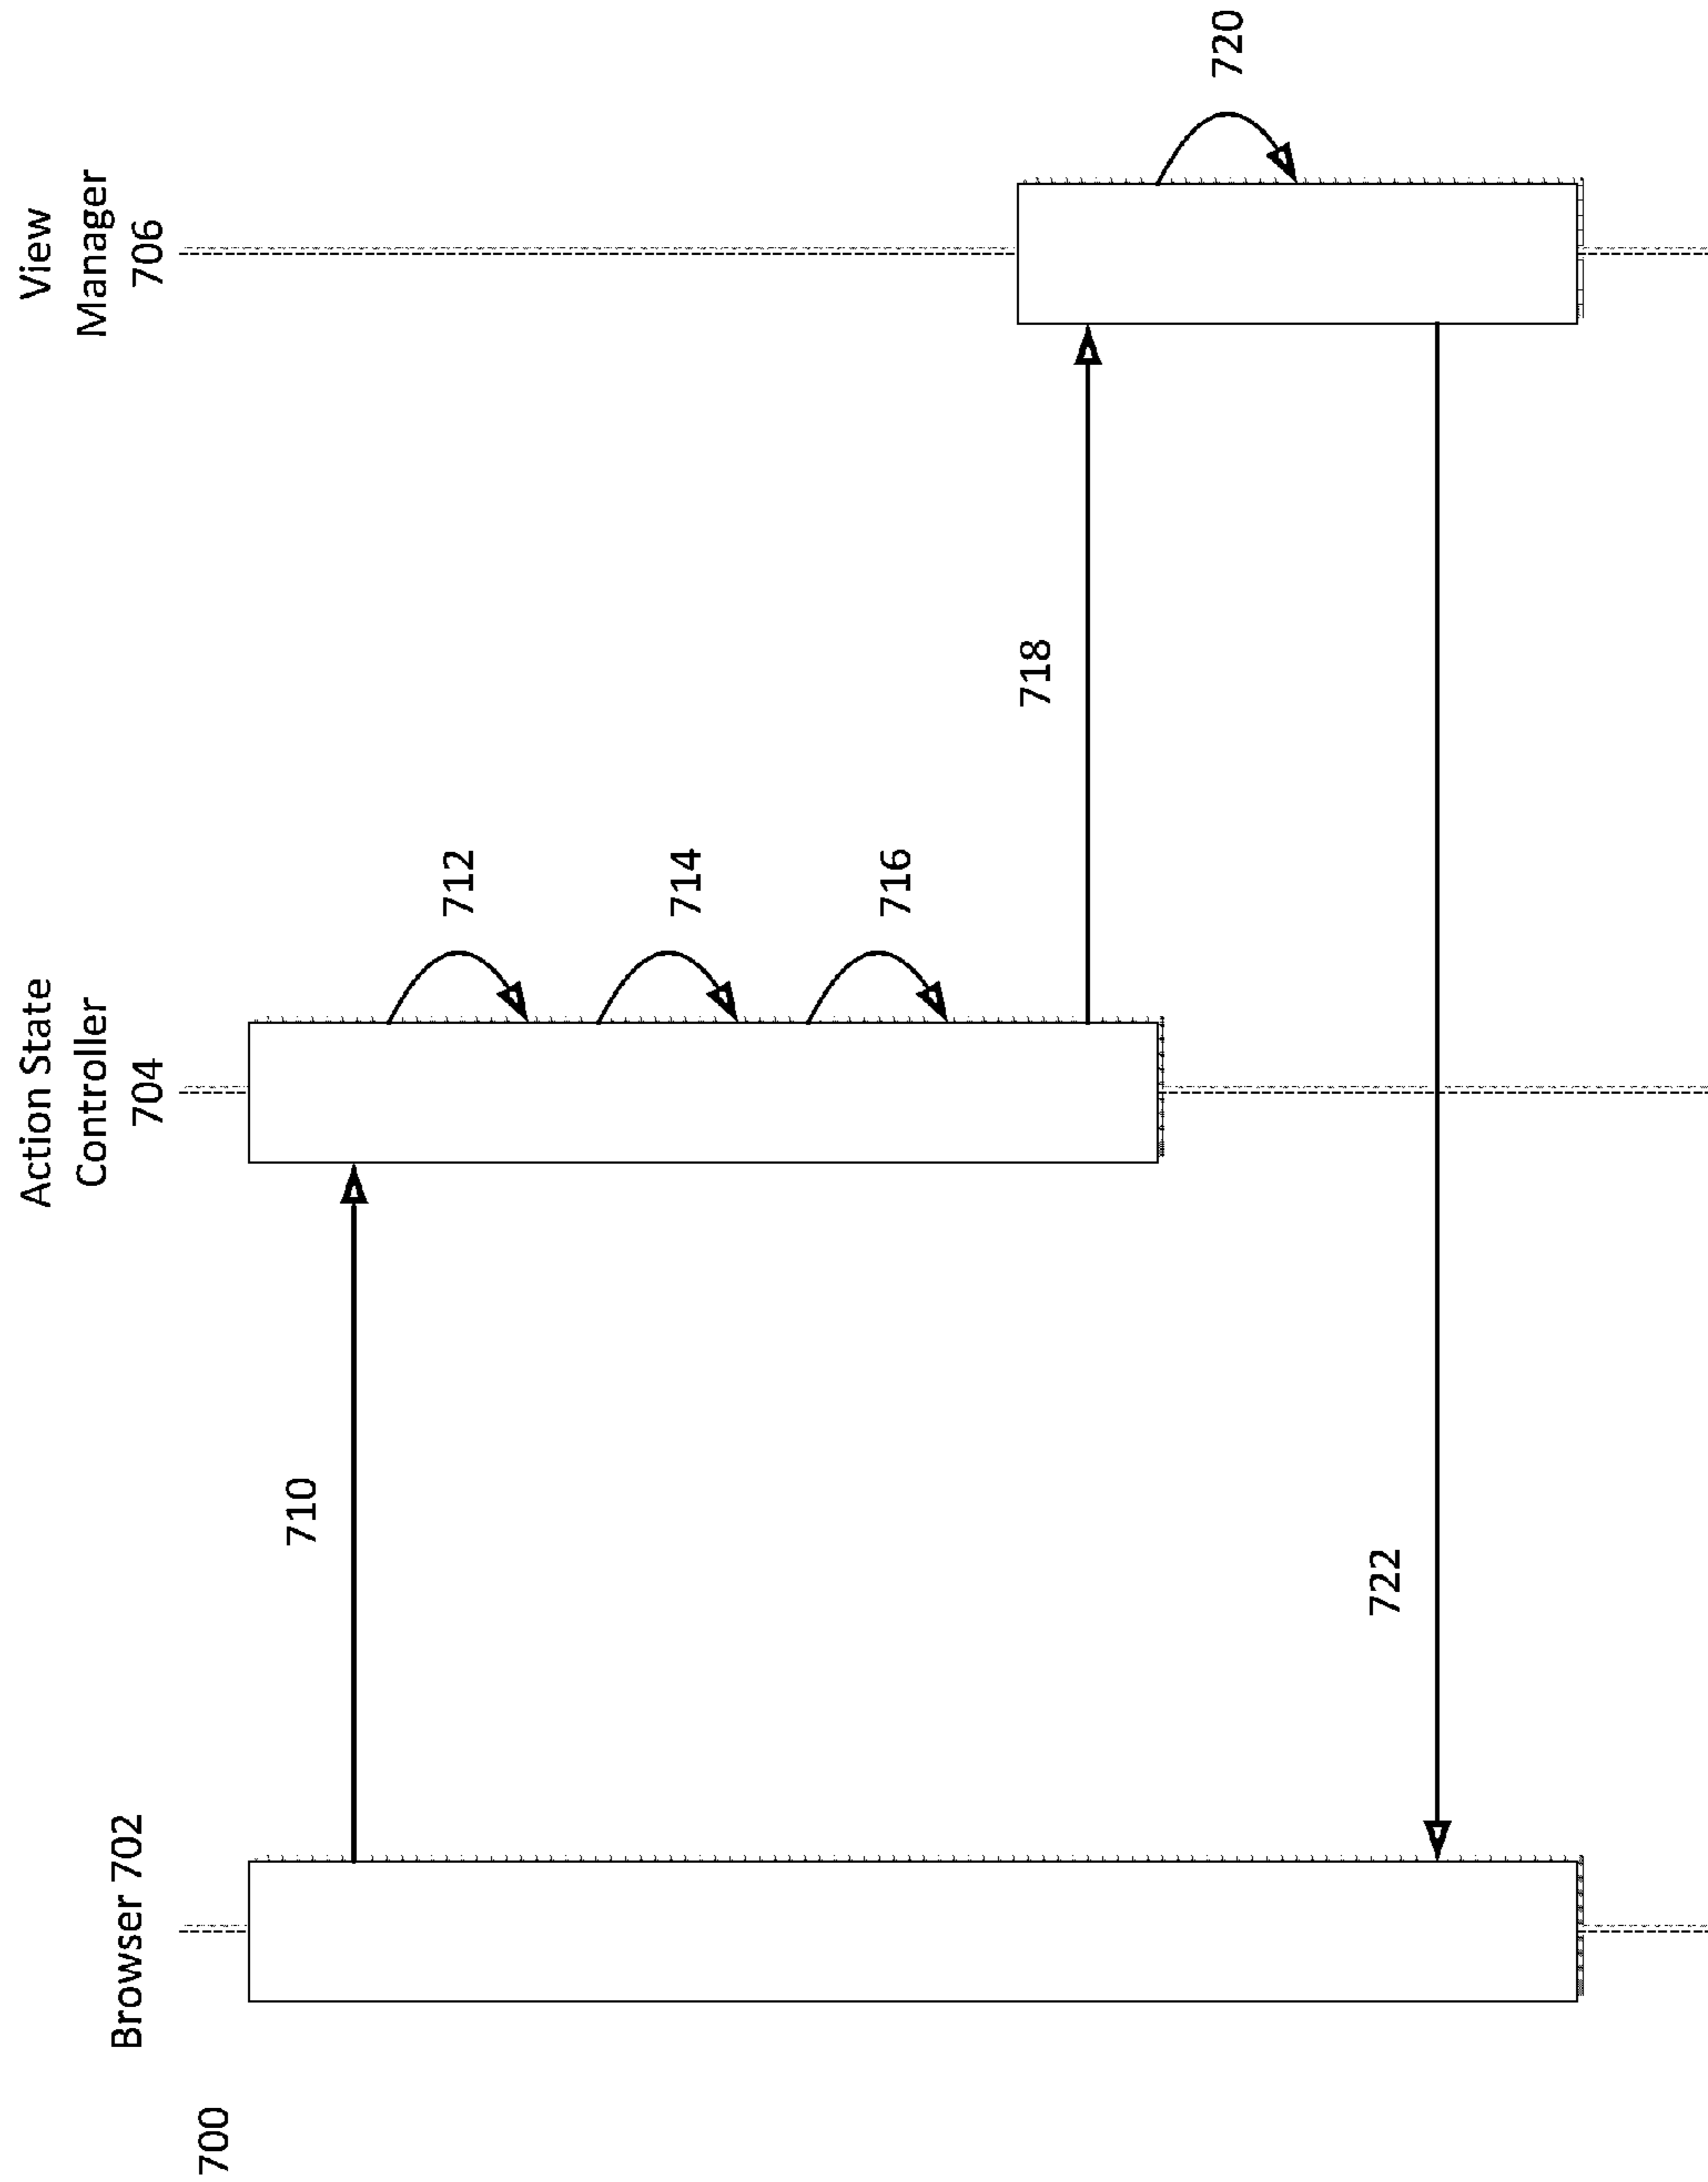 700
Browser 702
Action State
Controller
704
View
Manager
706
710
712
714
716
718
720
722